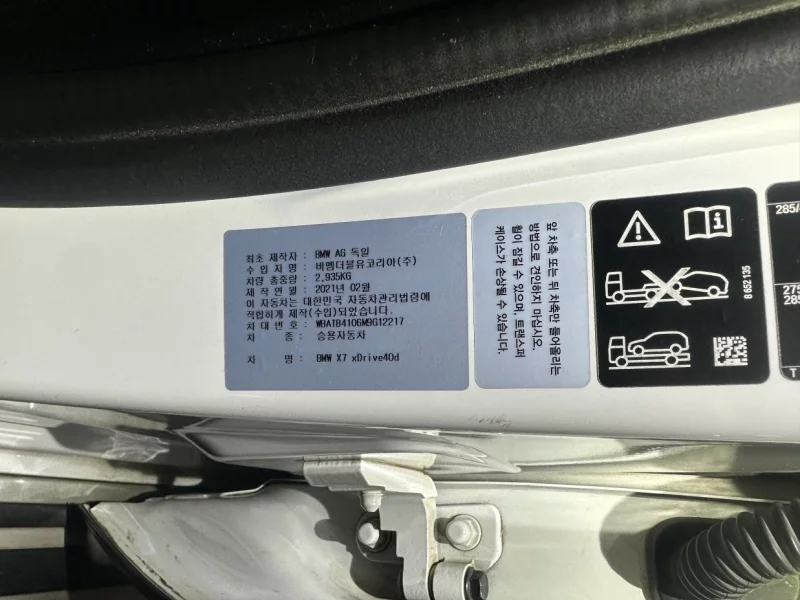 최초 제작자 : BMW AG 독일
수 입 자 명 : 비엠더블유코리아(주)
차량 총중량 : 2,935KG
제 작 연 월 : 2021년 02월
이 자동차는 대한민국 자동차관리법령에
적합하게 제작(수입)되었습니다.
차 대 번 호 : WBATB4106M9G12217
차 종 : 승용자동차
차 명 : BMW X7 xDrive40d
앞 차축 또는 뒤 차축만 들어올리는
방법으로 견인하지 마십시오.
휠이 잠길 수 있으며, 트랜스퍼
케이스가 손상될 수 있습니다.
8 652 135
285/
275
285
T